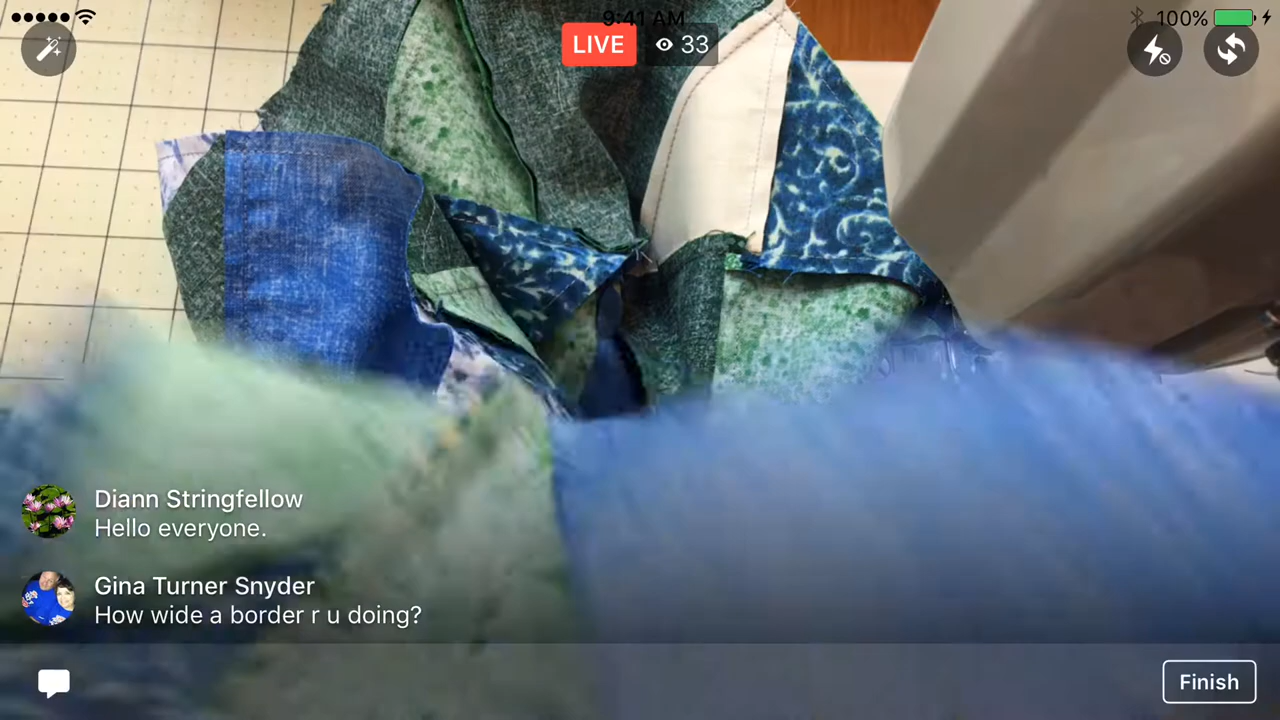 9:41 AM
100%
LIVE
33
Diann Stringfellow
Hello everyone.
Gina Turner Snyder
How wide a border r u doing?
Finish